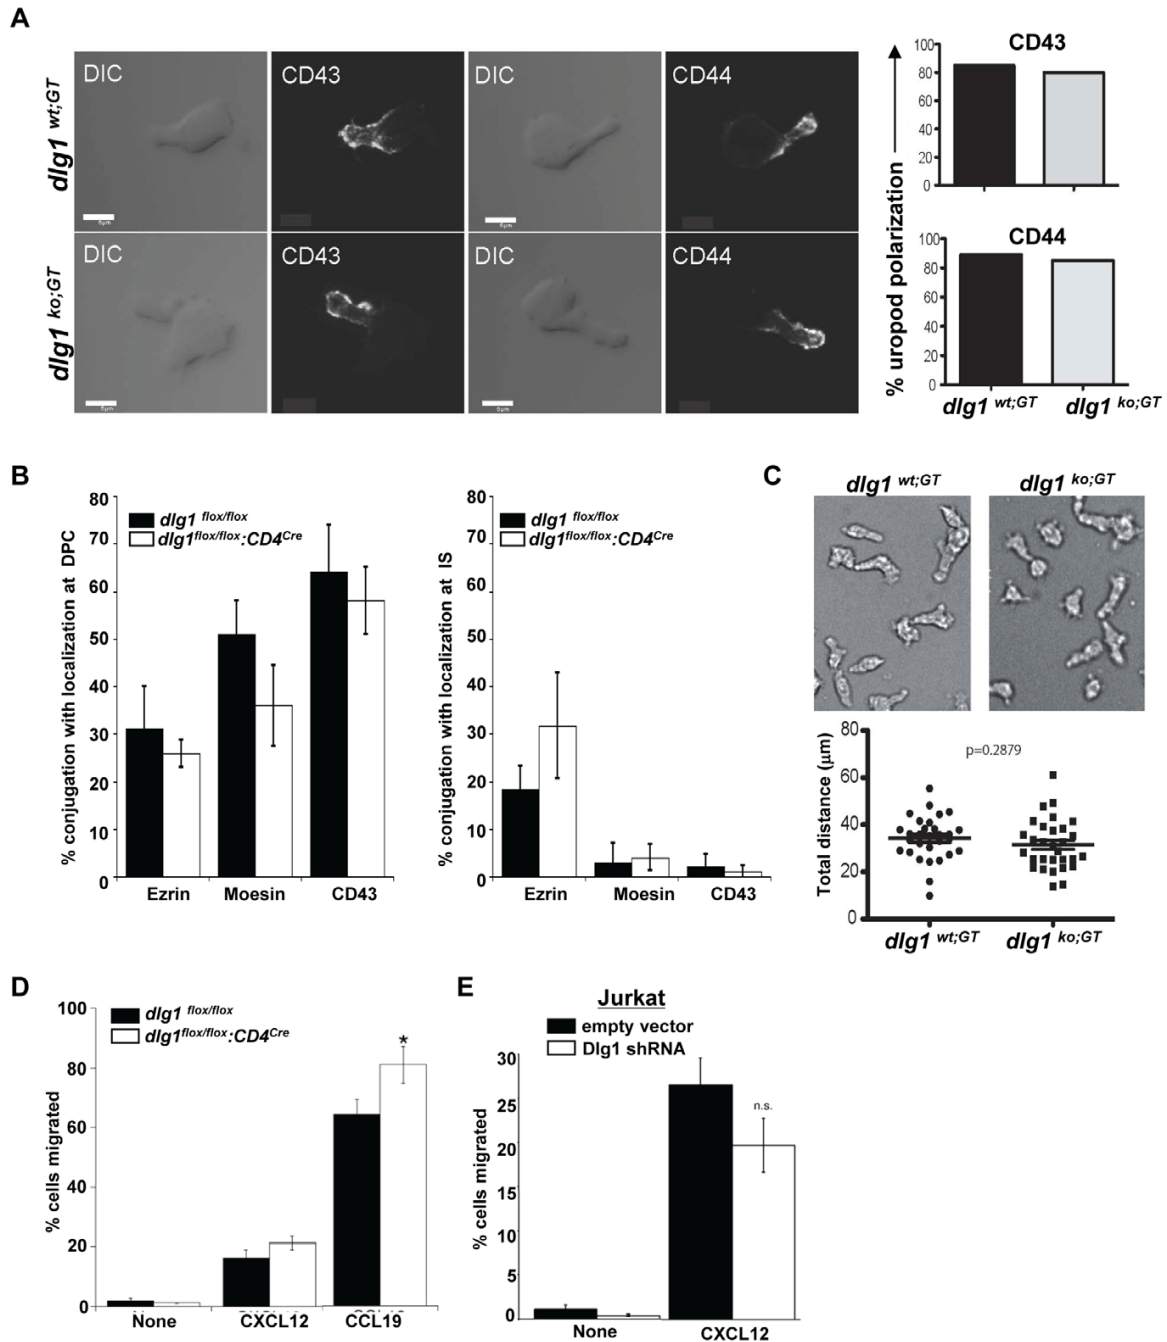 A
dlg1 wt;GT
DIC
CD43
DIC
CD44
5µm
5µm
dlg1 ko;GT
DIC
CD43
DIC
CD44
5µm
5µm
% uropod polarization
CD43
100
80
60
40
20
0
CD44
100
80
60
40
20
0
dlg1 wt;GT
dlg1 ko;GT
B
% conjugation with localization at DPC
80
70
60
50
40
30
20
10
0
dlg1 flox/flox
dlg1flox/flox:CD4Cre
Ezrin
Moesin
CD43
% conjugation with localization at IS
80
70
60
50
40
30
20
10
0
dlg1 flox/flox
dlg1flox/flox:CD4Cre
Ezrin
Moesin
CD43
C
dlg1 wt;GT
dlg1 ko;GT
Total distance (µm)
80
60
40
20
0
p=0.2879
dlg1 wt;GT
dlg1 ko;GT
D
% cells migrated
100
80
60
40
20
0
dlg1 flox/flox
dlg1flox/flox:CD4Cre
*
None
CXCL12
CCL19
E
Jurkat
empty vector
Dlg1 shRNA
% cells migrated
30
25
20
15
10
5
0
n.s.
None
CXCL12